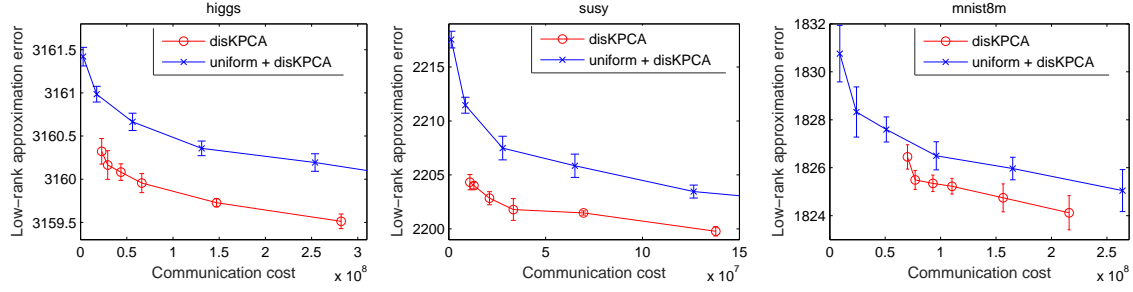 higgs
Low-rank approximation error
3161.5
3161
3160.5
3160
3159.5
disKPCA
uniform + disKPCA
0 0.5 1 1.5 2 2.5 3
x 10^8
Communication cost
susy
Low-rank approximation error
2215
2210
2205
2200
disKPCA
uniform + disKPCA
0 5 10 15
x 10^7
Communication cost
mnist8m
Low-rank approximation error
1832
1830
1828
1826
1824
disKPCA
uniform + disKPCA
0 0.5 1 1.5 2 2.5
x 10^8
Communication cost